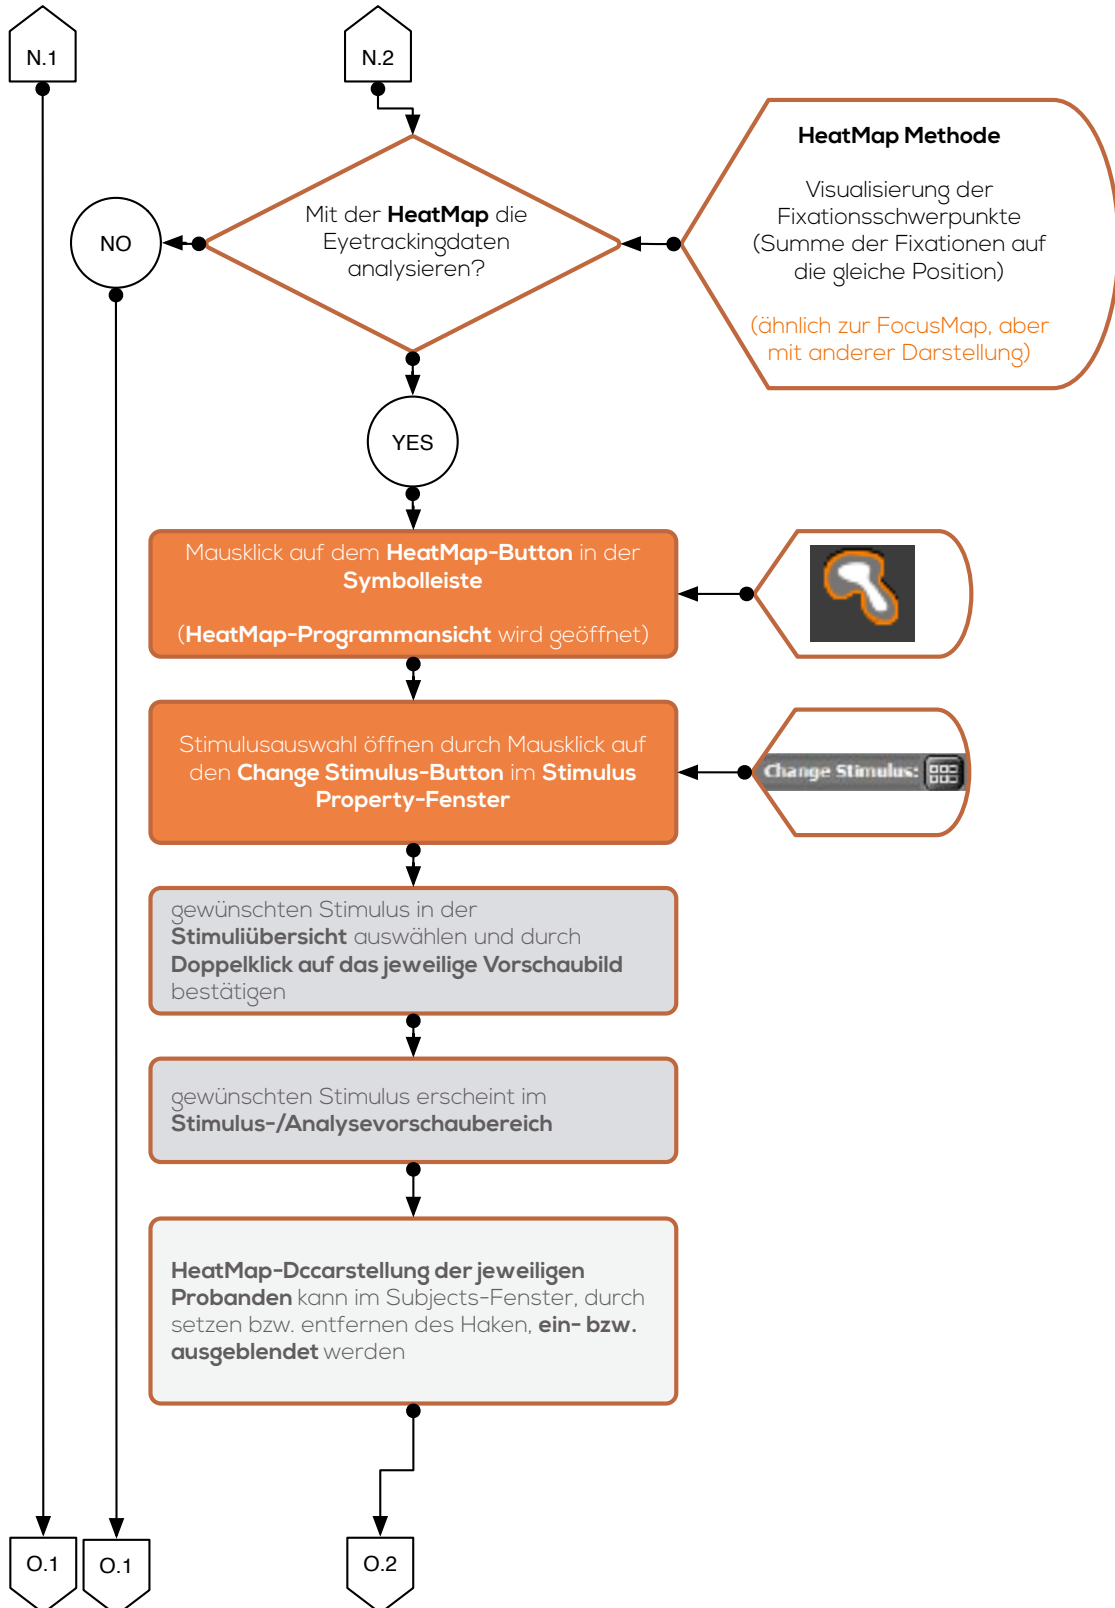 N.1
N.2
HeatMap Methode
Visualisierung der
Fixationsschwerpunkte
(Summe der Fixationen auf
die gleiche Position)
(ähnlich zur FocusMap, aber
mit anderer Darstellung)
Mit der HeatMap die
Eyetrackingdaten
analysieren?
NO
YES
Mausklick auf dem HeatMap-Button in der
Symbolleiste
(HeatMap-Programmansicht wird geöffnet)
Stimulusauswahl öffnen durch Mausklick auf
den Change Stimulus-Button im Stimulus
Property-Fenster
Change Stimulus:
gewünschten Stimulus in der
Stimuliübersicht auswählen und durch
Doppelklick auf das jeweilige Vorschaubild
bestätigen
gewünschten Stimulus erscheint im
Stimulus-/Analysevorschaubereich
HeatMap-Dccarstellung der jeweiligen
Probanden kann im Subjects-Fenster, durch
setzen bzw. entfernen des Haken, ein- bzw.
ausgeblendet werden
O.1
O.1
O.2